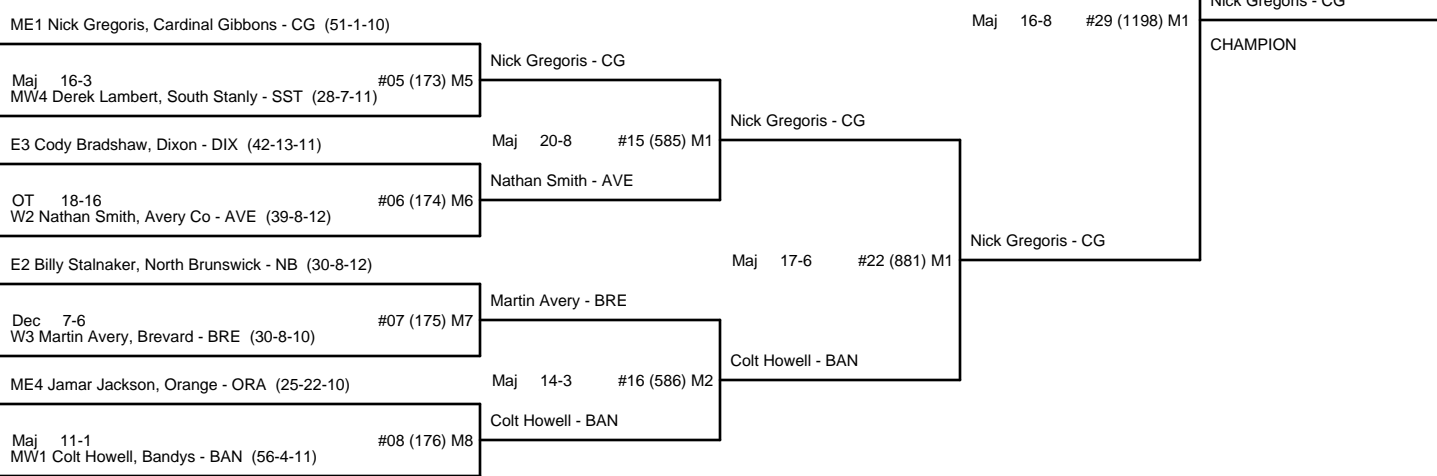 Nick Gregoris - CG
ME1 Nick Gregoris, Cardinal Gibbons - CG (51-1-10)
Maj 16-8 #29 (1198) M1
CHAMPION
Nick Gregoris - CG
Maj 16-3 #05 (173) M5
MW4 Derek Lambert, South Stanly - SST (28-7-11)
Nick Gregoris - CG
E3 Cody Bradshaw, Dixon - DIX (42-13-11)
Maj 20-8 #15 (585) M1
Nathan Smith - AVE
OT 18-16 #06 (174) M6
W2 Nathan Smith, Avery Co - AVE (39-8-12)
Nick Gregoris - CG
E2 Billy Stalnaker, North Brunswick - NB (30-8-12)
Maj 17-6 #22 (881) M1
Martin Avery - BRE
Dec 7-6 #07 (175) M7
W3 Martin Avery, Brevard - BRE (30-8-10)
Colt Howell - BAN
ME4 Jamar Jackson, Orange - ORA (25-22-10)
Maj 14-3 #16 (586) M2
Colt Howell - BAN
Maj 11-1 #08 (176) M8
MW1 Colt Howell, Bandys - BAN (56-4-11)